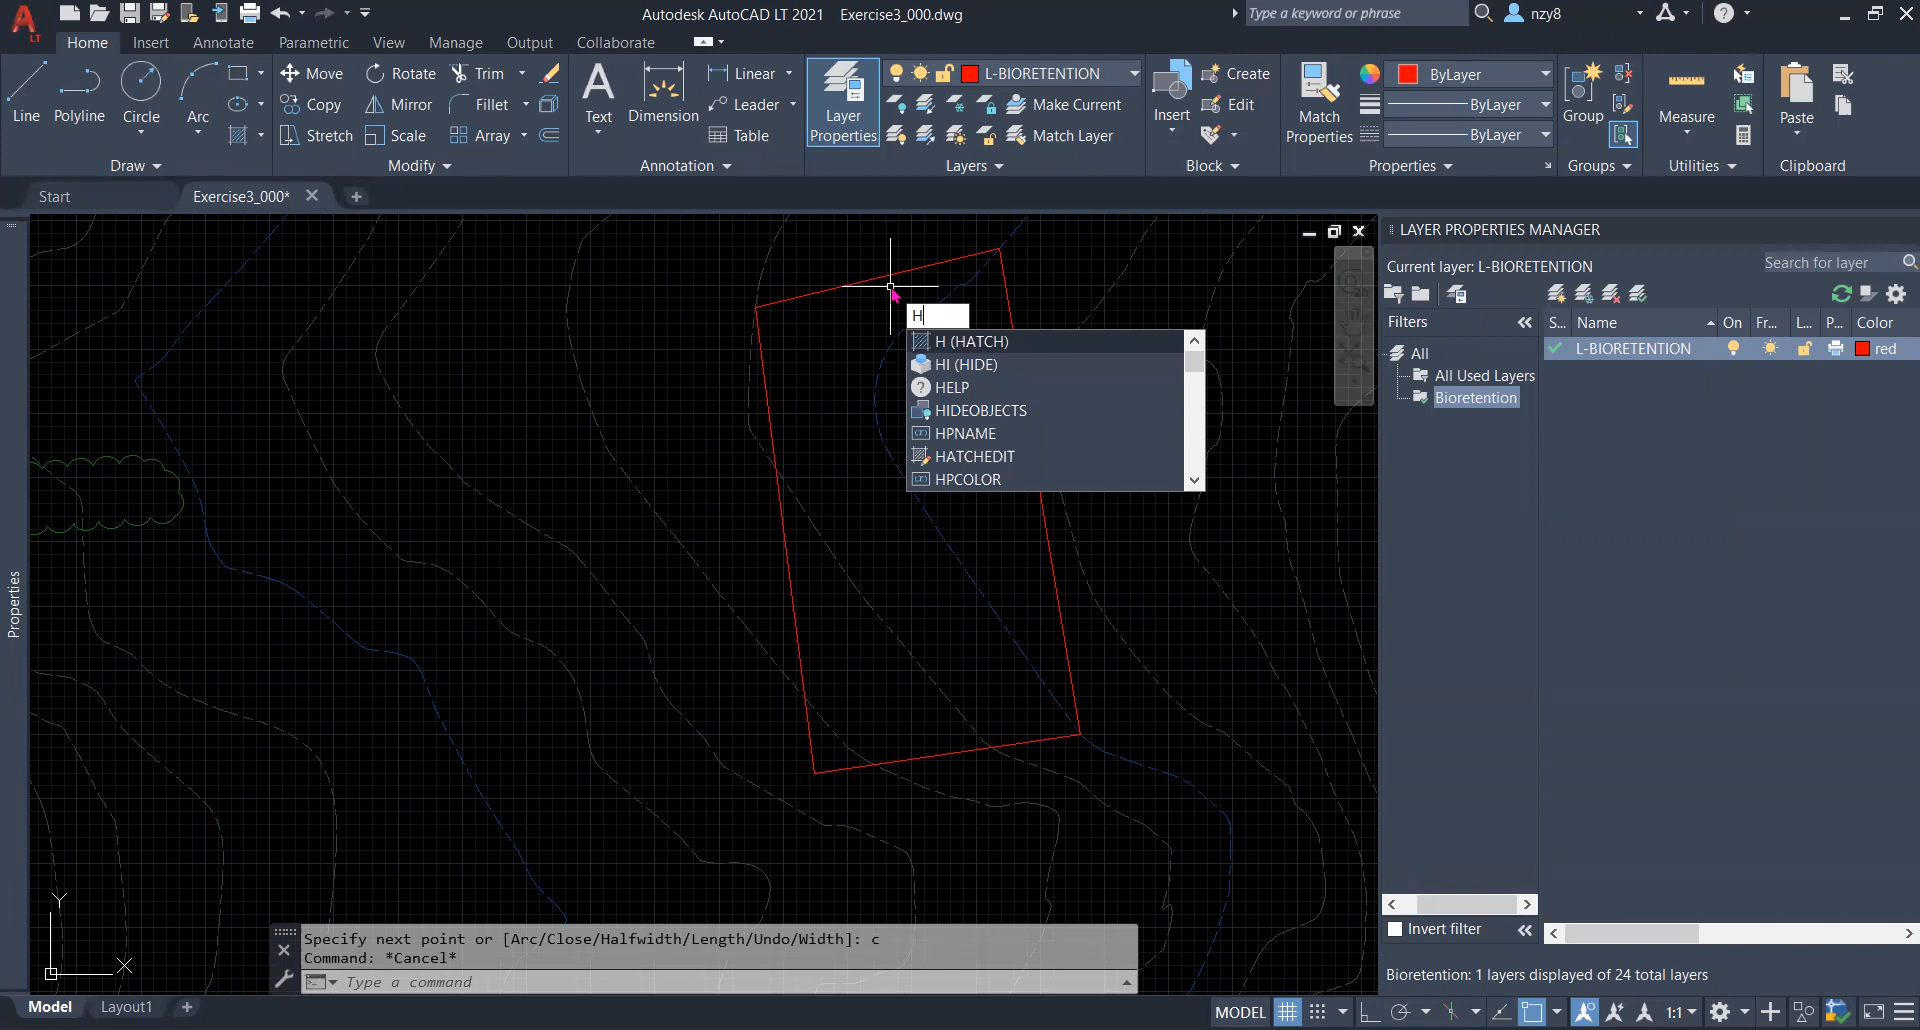 Autodesk AutoCAD LT 2021 Exercise3_000.dwg
Type a keyword or phrase
nzy8
LT
Home Insert Annotate Parametric View Manage Output Collaborate
Line Polyline Circle Arc
Move Rotate Trim
Copy Mirror Fillet
Stretch Scale Array
Text Dimension
Linear
Leader
Table
Layer Properties
L-BIORETENTION
Make Current
Match Layer
Insert
Create
Edit
Match Properties
ByLayer
ByLayer
ByLayer
Group
Measure
Paste
Draw Modify Annotation Layers Block Properties Groups Utilities Clipboard
Start Exercise3_000*
Properties
H
H (HATCH)
HI (HIDE)
HELP
HIDEOBJECTS
HPNAME
HATCHEDIT
HPCOLOR
Y
X
LAYER PROPERTIES MANAGER
Current layer: L-BIORETENTION
Search for layer
Filters
All
All Used Layers
Bioretention
S... Name On Fr... L... P... Color
L-BIORETENTION red
Invert filter
Bioretention: 1 layers displayed of 24 total layers
Specify next point or [Arc/Close/Halfwidth/Length/Undo/Width]: c
Command: *Cancel*
Type a command
Model Layout1
MODEL
1:1